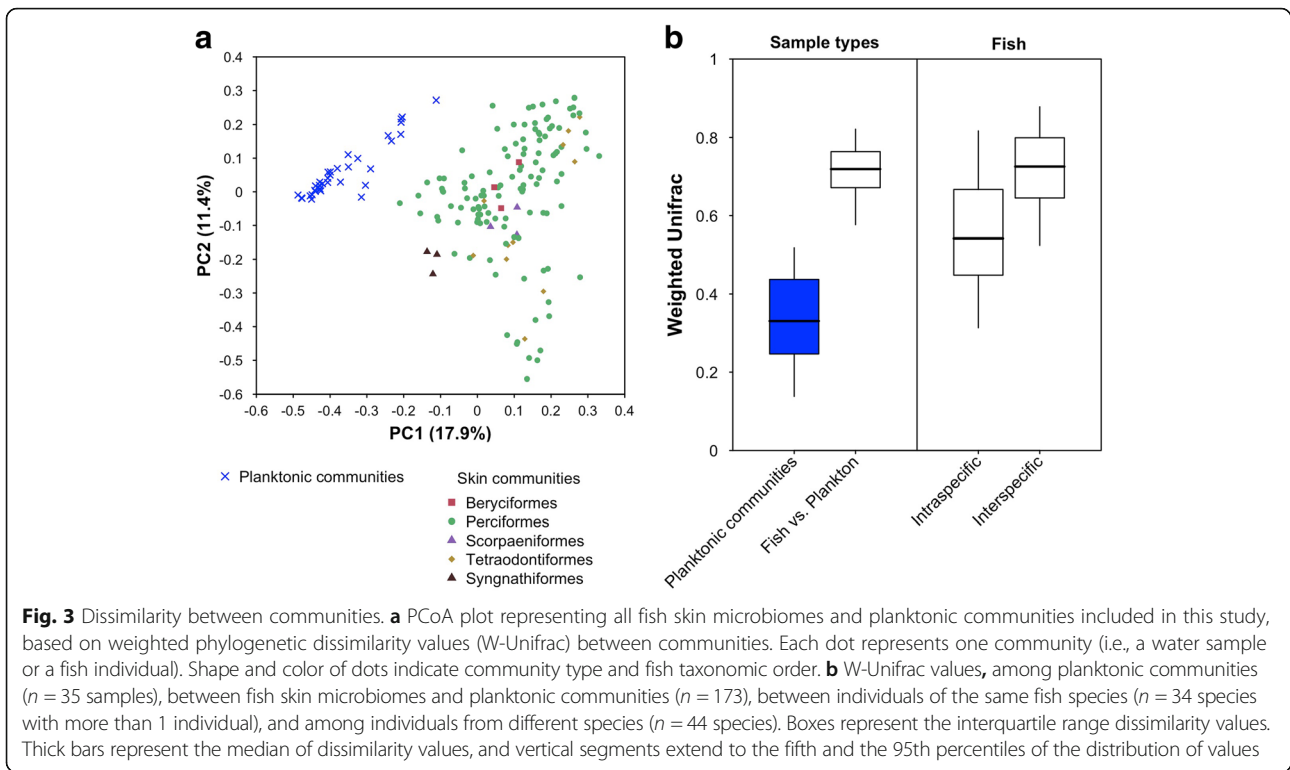 a
0.4
0.3
0.2
0.1
0
-0.1
-0.2
-0.3
-0.4
-0.5
-0.6
PC2 (11.4%)
-0.6 -0.5 -0.4 -0.3 -0.2 -0.1 0 0.1 0.2 0.3 0.4
PC1 (17.9%)
Planktonic communities
Skin communities
Beryciformes
Perciformes
Scorpaeniformes
Tetraodontiformes
Syngnathiformes
b
Sample types Fish
1
0.8
0.6
0.4
0.2
0
Weighted Unifrac
Planktonic communities
Fish vs. Plankton
Intraspecific
Interspecific
Fig. 3 Dissimilarity between communities. a PCoA plot representing all fish skin microbiomes and planktonic communities included in this study,
based on weighted phylogenetic dissimilarity values (W-Unifrac) between communities. Each dot represents one community (i.e., a water sample
or a fish individual). Shape and color of dots indicate community type and fish taxonomic order. b W-Unifrac values, among planktonic communities
(n = 35 samples), between fish skin microbiomes and planktonic communities (n = 173), between individuals of the same fish species (n = 34 species
with more than 1 individual), and among individuals from different species (n = 44 species). Boxes represent the interquartile range dissimilarity values.
Thick bars represent the median of dissimilarity values, and vertical segments extend to the fifth and the 95th percentiles of the distribution of values